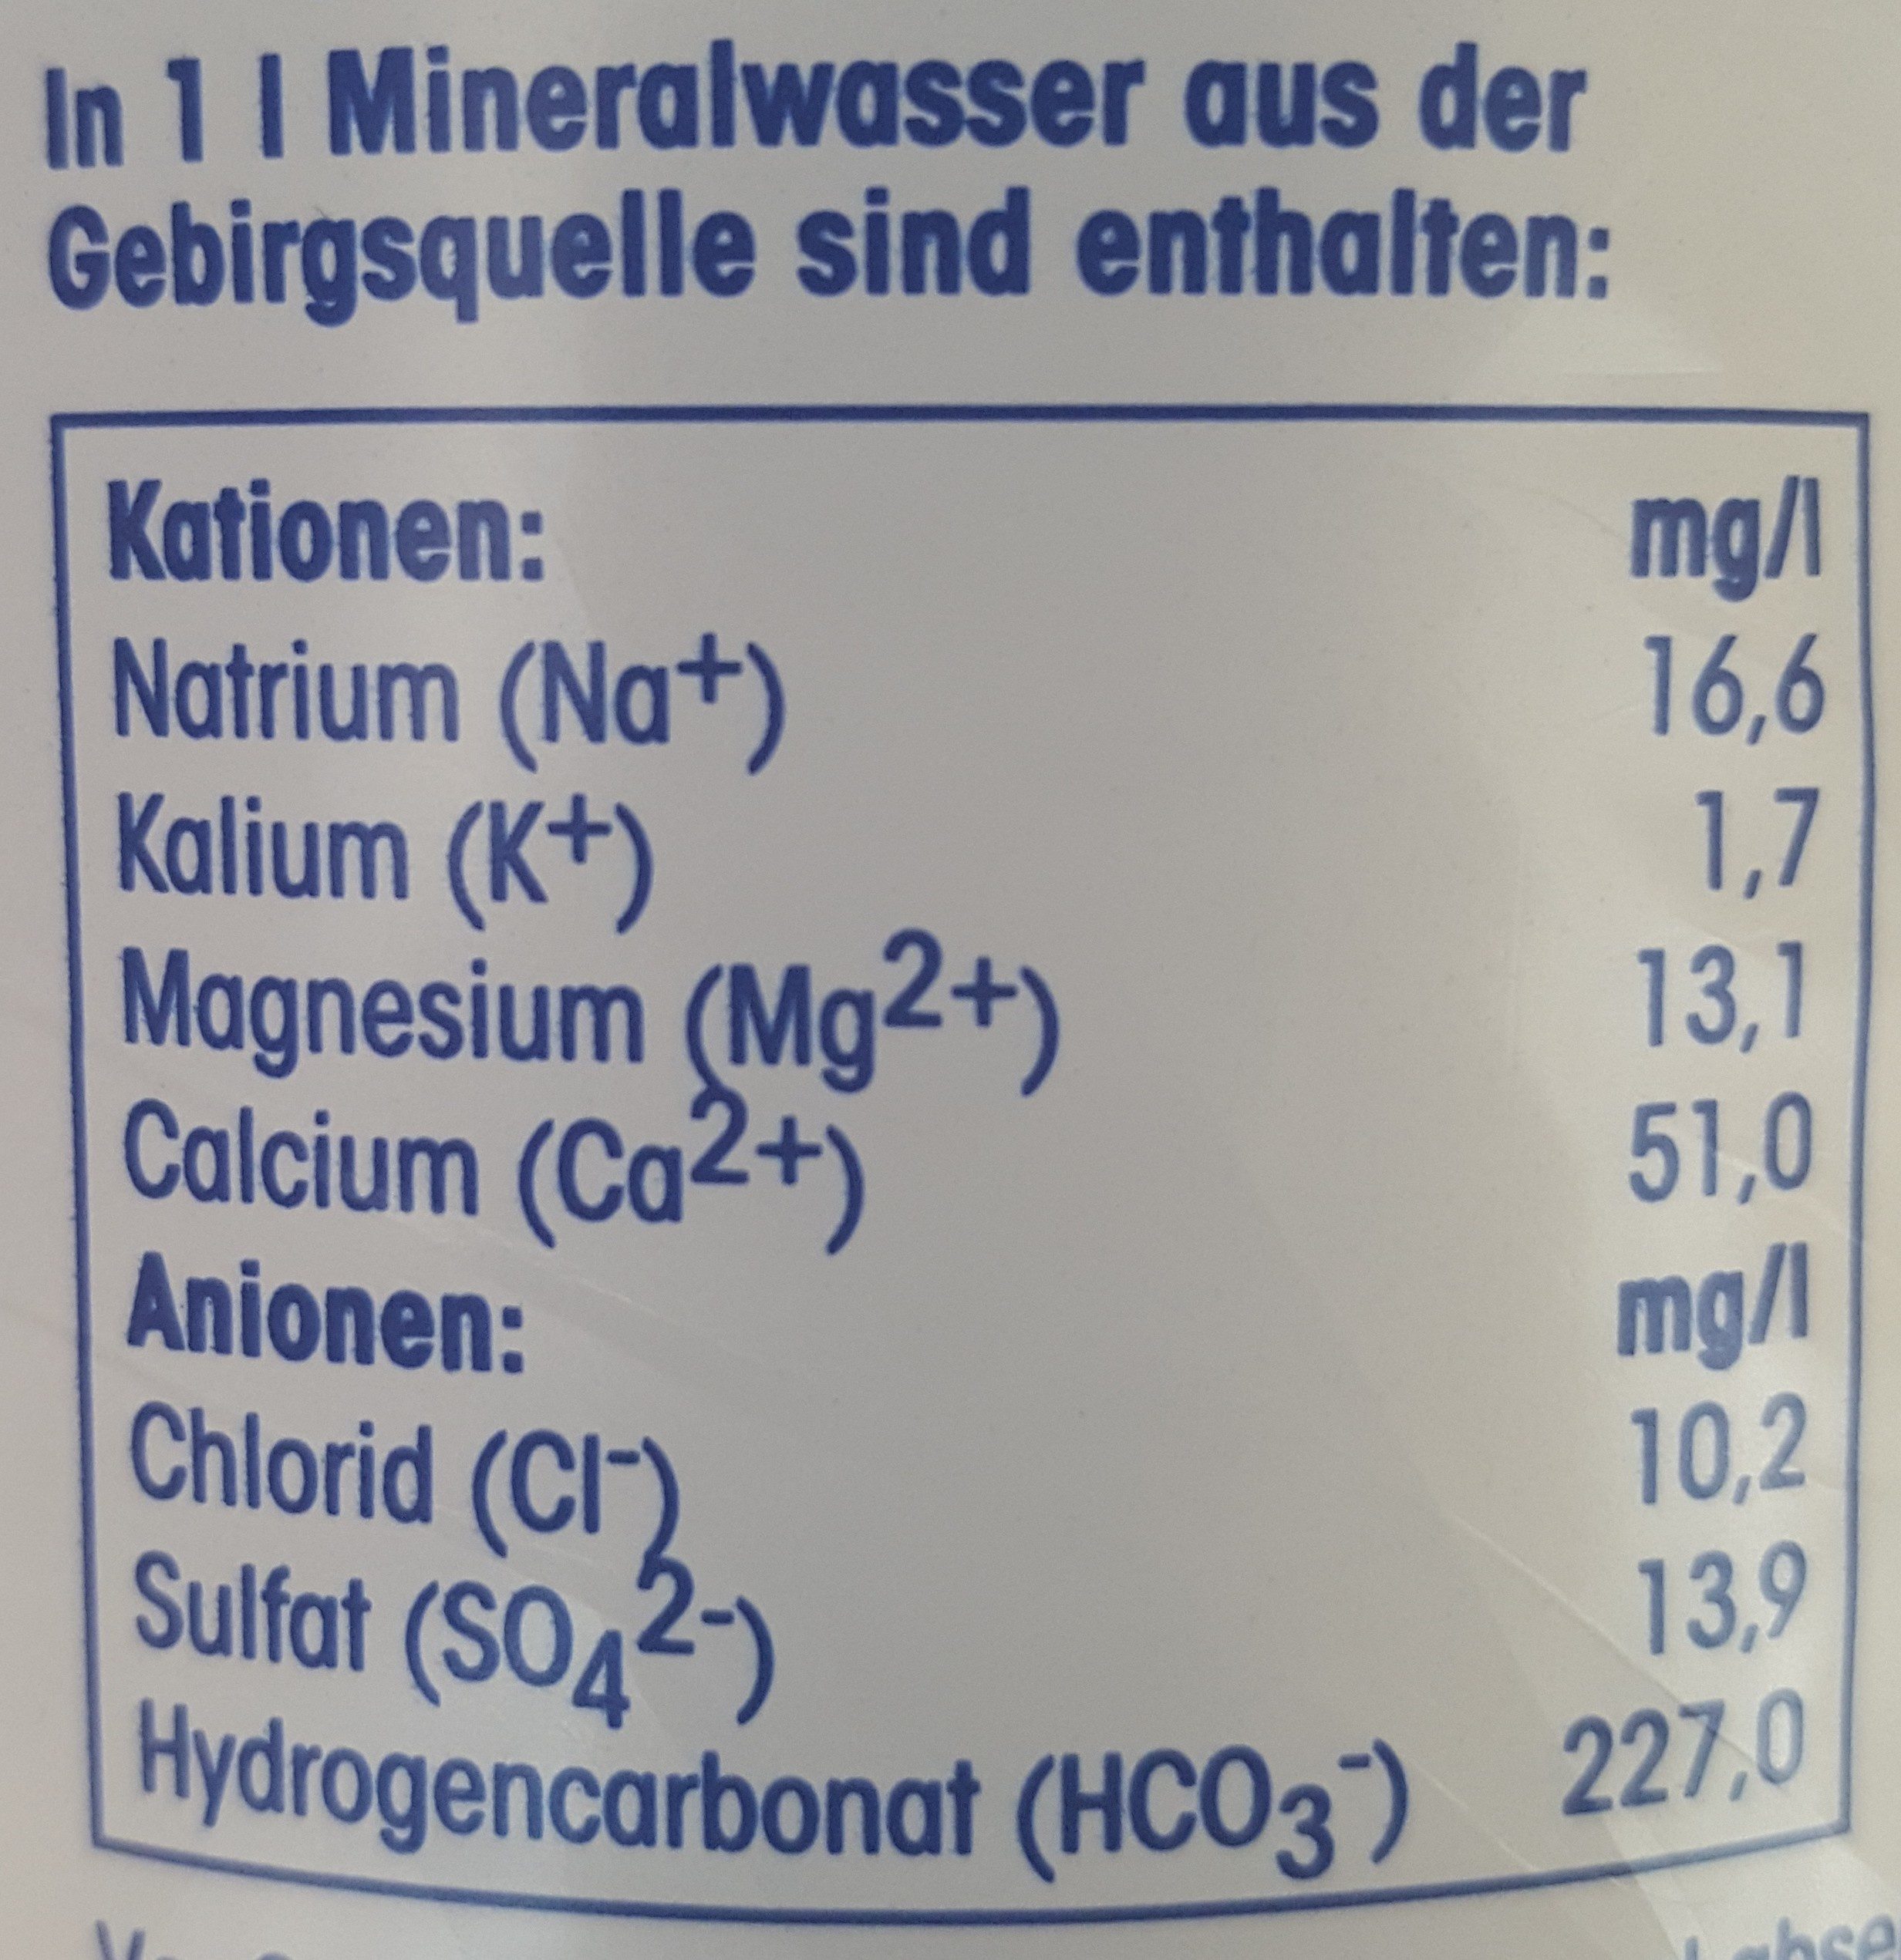 In 1 l Mineralwasser aus der
Gebirgsquelle sind enthalten:
Kationen: mg/l
Natrium (Na⁺) 16,6
Kalium (K⁺) 1,7
Magnesium (Mg²⁺) 13,1
Calcium (Ca²⁺) 51,0
Anionen: mg/l
Chlorid (Cl⁻) 10,2
Sulfat (SO₄²⁻) 13,9
Hydrogencarbonat (HCO₃⁻) 227,0